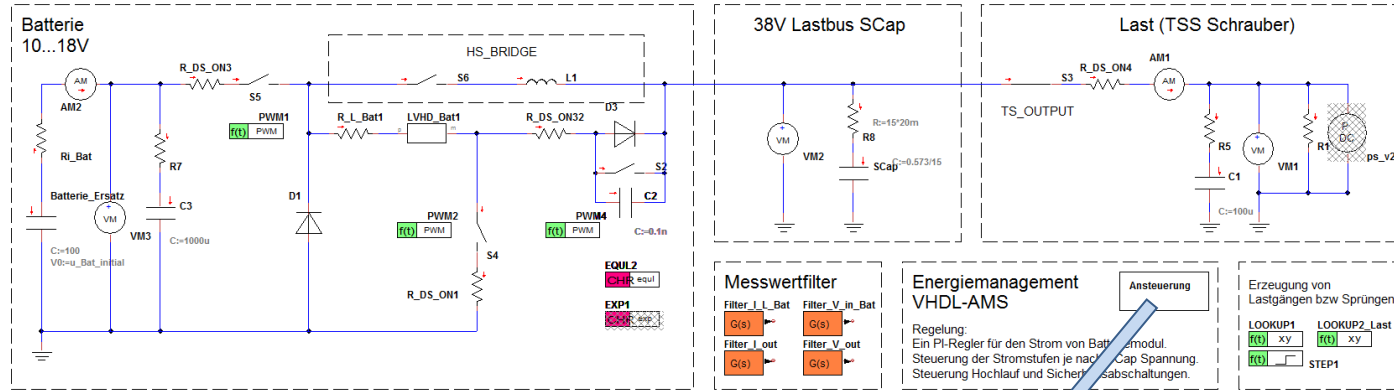 Batterie
10...18V
HS_BRIDGE
AM
AM2
R_DS_ON3
S5
S6
L1
PWM1
f(t) PWM
R_L_Bat1
LVHD_Bat1
R_DS_ON32
D3
S2
C2
C:=0.1n
Ri_Bat
R7
Batterie_Ersatz
VM
VM3
C3
C:=1000u
C:=100
V0:=u_Bat_initial
D1
PWM2
f(t) PWM
S4
R_DS_ON1
f(t) PWM
EQUL2
equl
EXP1
38V Lastbus SCap
VM
VM2
R:=15*20m
R8
SCap
C:=0.573/15
Last (TSS Schrauber)
S3
TS_OUTPUT
R_DS_ON4
AM1
AM
R5
C1
C:=100u
VM
VM1
R1
DC
ps_v2
Messwertfilter
Filter_I_L_Bat
G(s)
Filter_V_in_Bat
G(s)
Filter_I_out
G(s)
Filter_V_out
G(s)
Energiemanagement
VHDL-AMS
Ansteuerung
Regelung:
Ein PI-Regler für den Strom von
Steuerung der Stromstufen je Spannung.
Steuerung Hochlauf und
Erzeugung von
Lastgängen bzw Sprüngen
LOOKUP1
f(t) xy
LOOKUP2_Last
f(t) xy
f(t)
STEP1